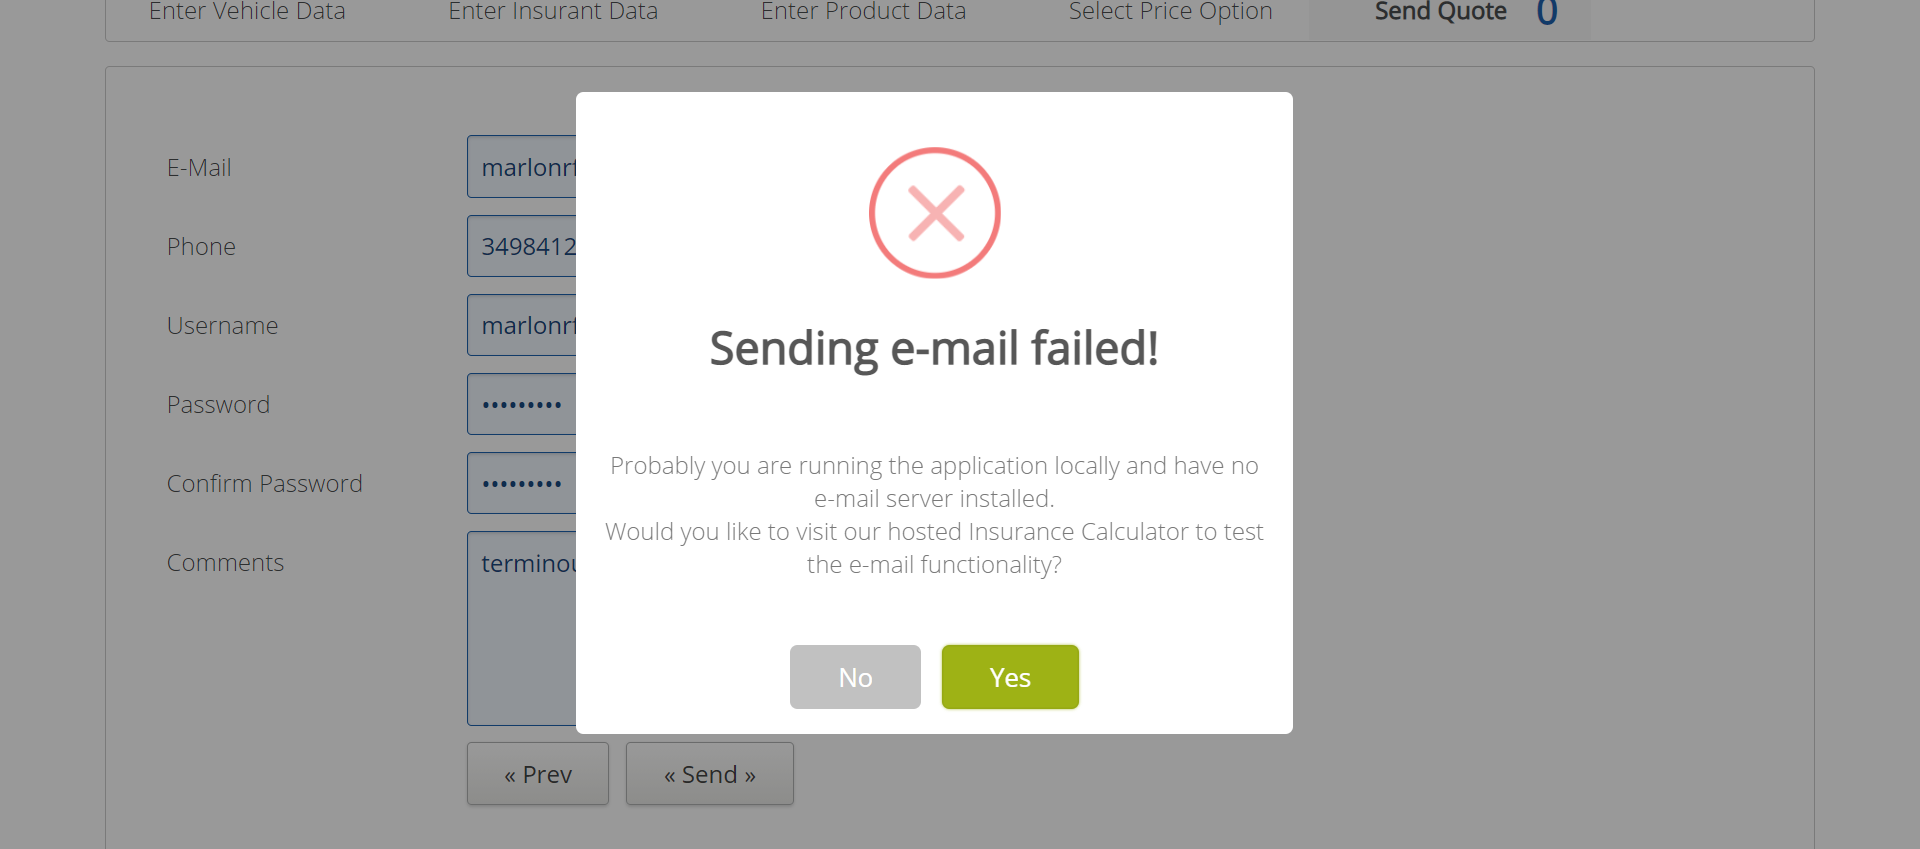 Enter Vehicle Data Enter Insurant Data Enter Product Data Select Price Option Send Quote 0
E-Mail marlonrf
Phone 3498412
Username marlonrf
Password •••••••••
Confirm Password •••••••••
Comments terminou
« Prev « Send »
Sending e-mail failed!
Probably you are running the application locally and have no
e-mail server installed.
Would you like to visit our hosted Insurance Calculator to test
the e-mail functionality?
No Yes